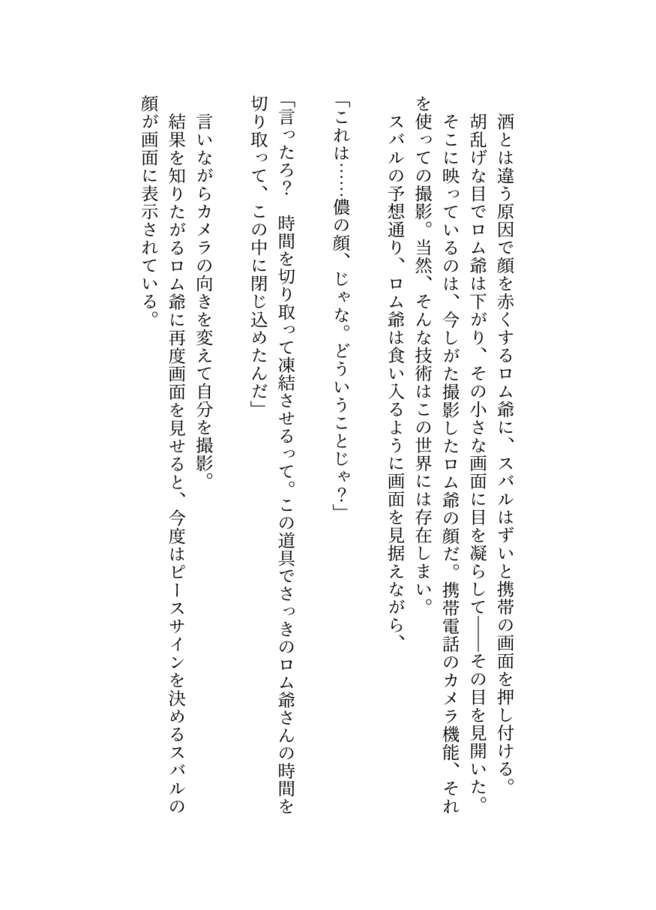 酒とは違う原因で顔を赤くするロム爺に、スバルはずいと携帯の画面を押し付ける。
　胡乱げな目でロム爺は下がり、その小さな画面に目を凝らして――その目を見開いた。
　そこに映っているのは、今しがた撮影したロム爺の顔だ。携帯電話のカメラ機能、それ
を使っての撮影。当然、そんな技術はこの世界には存在しまい。
　スバルの予想通り、ロム爺は食い入るように画面を見据えながら、
「これは……儂の顔、じゃな。どういうことじゃ？」
「言ったろ？　時間を切り取って凍結させるって。この道具でさっきのロム爺さんの時間を
切り取って、この中に閉じ込めたんだ」
　言いながらカメラの向きを変えて自分を撮影。
　結果を知りたがるロム爺に再度画面を見せると、今度はピースサインを決めるスバルの
顔が画面に表示されている。